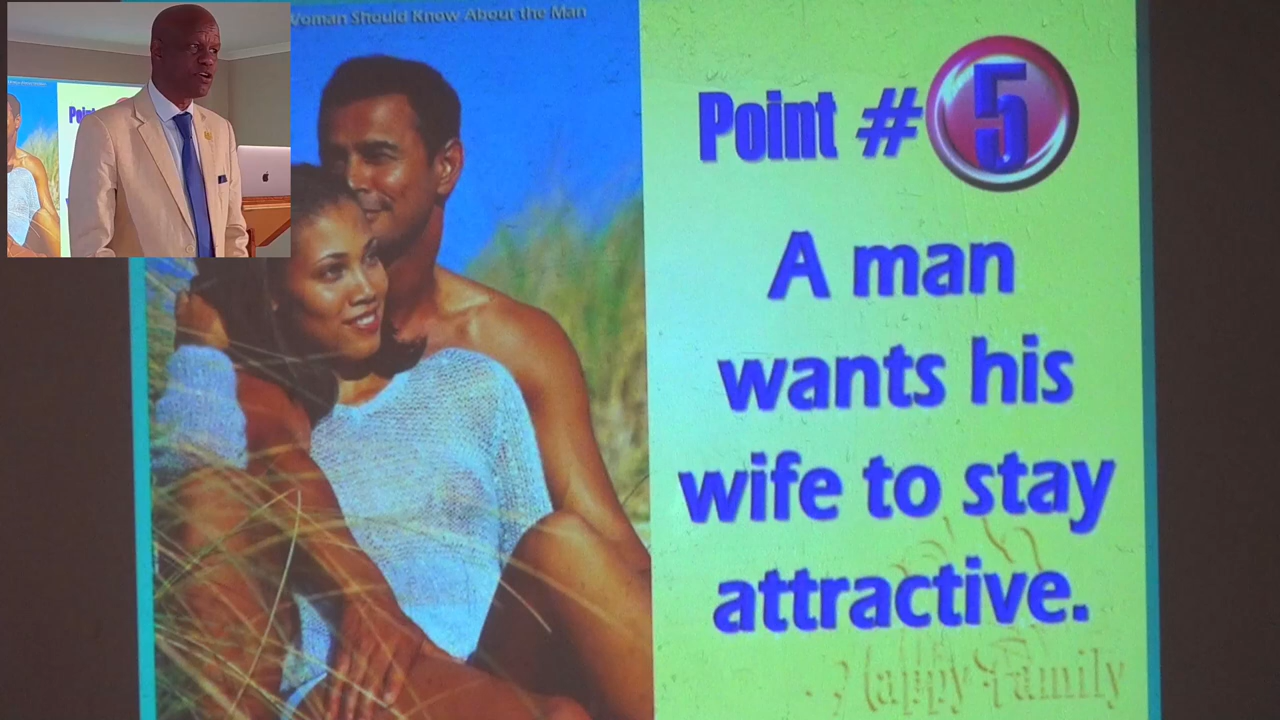 Woman Should Know About the Man
Point # 5
A man
wants his
wife to stay
attractive.
Happy Family